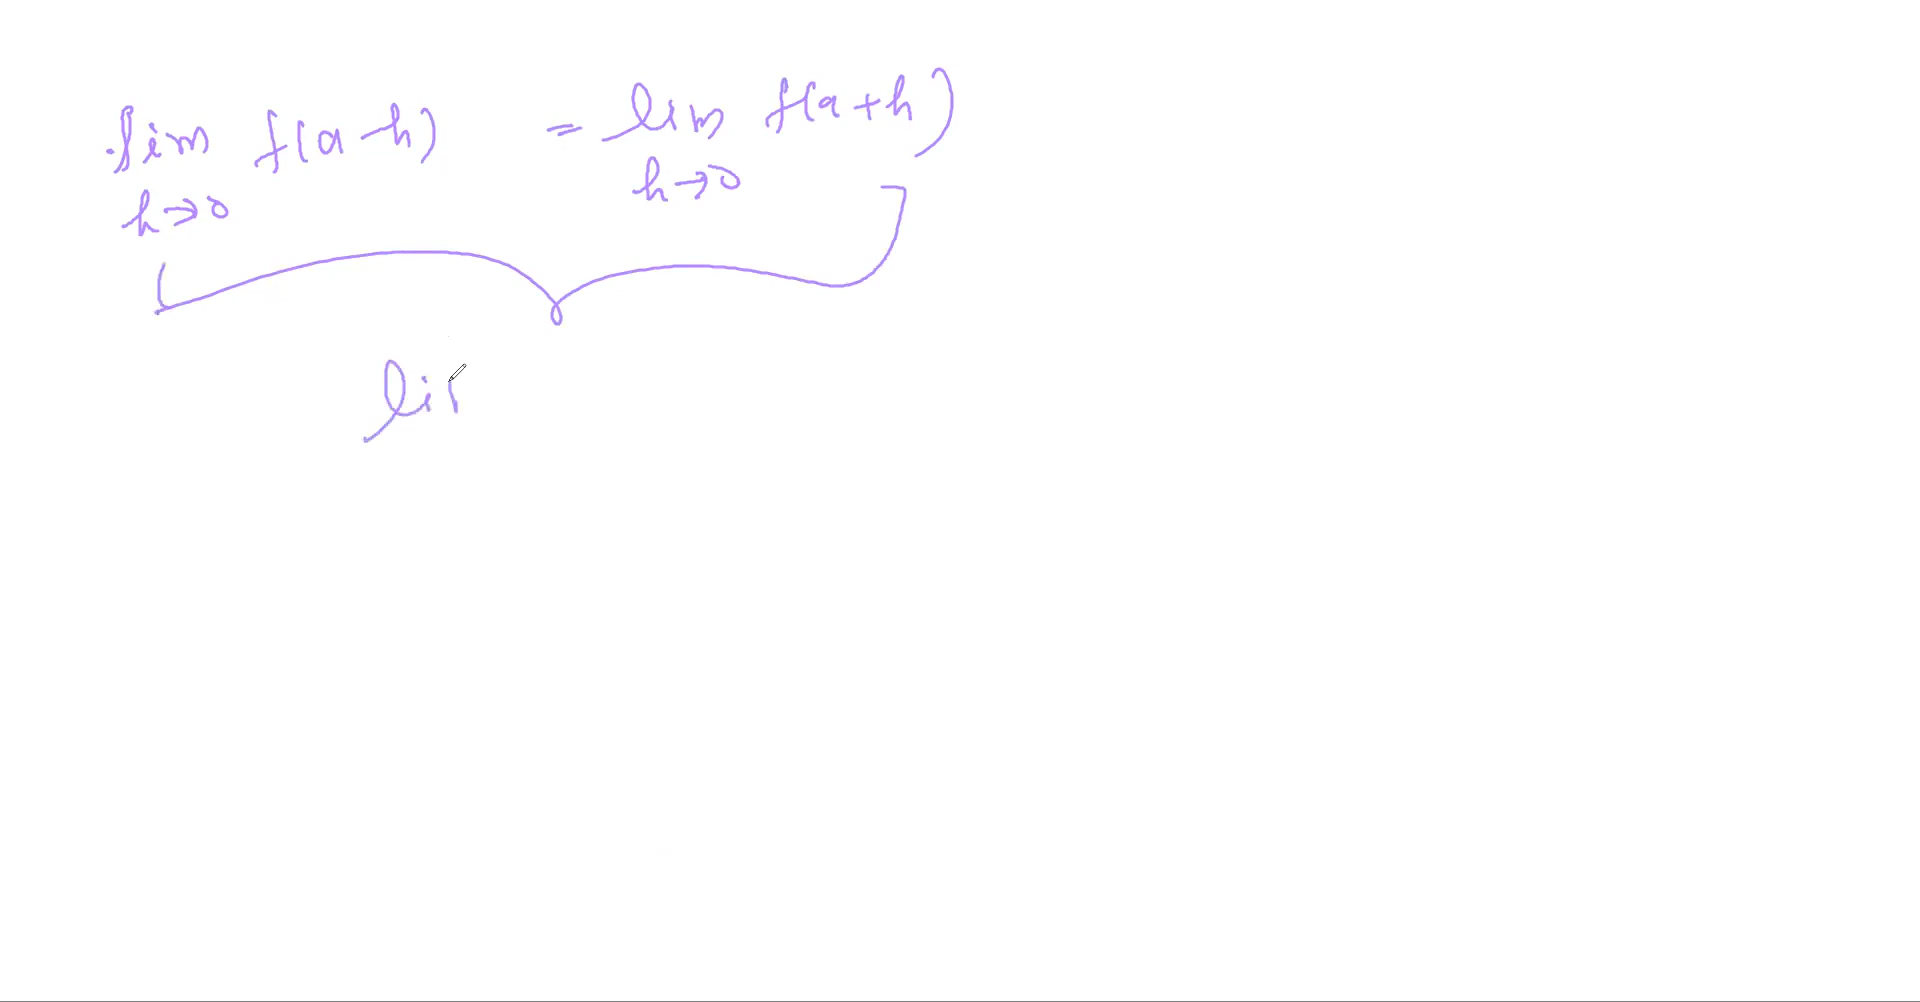 lim f(a-h) = lim f(a+h)
h→0 h→0
li